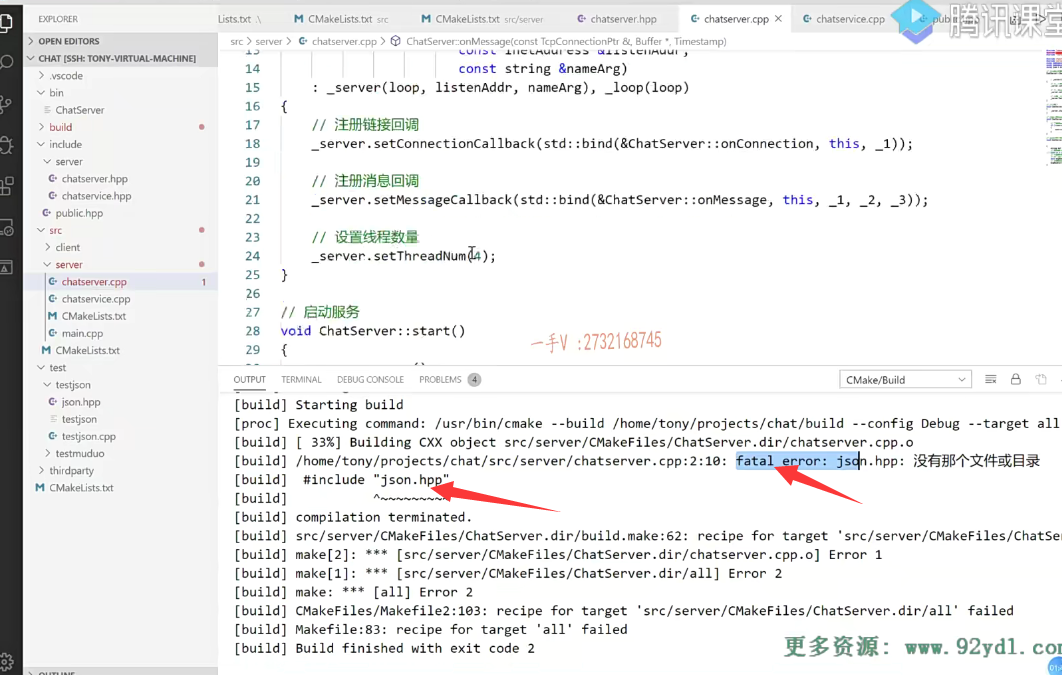 EXPLORER
Lists.txt
CMakeLists.txt src
CMakeLists.txt src/server
chatserver.hpp
chatserver.cpp
chatservice.cpp
腾讯课堂
OPEN EDITORS
CHAT [SSH: TONY-VIRTUAL-MACHINE]
.vscode
bin
ChatServer
build
include
server
chatserver.hpp
chatservice.hpp
public.hpp
src
client
server
chatserver.cpp 1
chatservice.cpp
CMakeLists.txt
main.cpp
CMakeLists.txt
test
testjson
json.hpp
testjson
testjson.cpp
testmuduo
thirdparty
CMakeLists.txt
OUTLINE
src > server > chatserver.cpp > ChatServer::onMessage(const TcpConnectionPtr &, Buffer *, Timestamp)
13 const InetAddress &listenAddr,
14 const string &nameArg)
15 : _server(loop, listenAddr, nameArg), _loop(loop)
16 {
17 // 注册链接回调
18 _server.setConnectionCallback(std::bind(&ChatServer::onConnection, this, _1));
19
20 // 注册消息回调
21 _server.setMessageCallback(std::bind(&ChatServer::onMessage, this, _1, _2, _3));
22
23 // 设置线程数量
24 _server.setThreadNum(4);
25 }
26
27 // 启动服务
28 void ChatServer::start()
29 {
一手V :2732168745
OUTPUT TERMINAL DEBUG CONSOLE PROBLEMS 4
CMake/Build
[build] Starting build
[proc] Executing command: /usr/bin/cmake --build /home/tony/projects/chat/build --config Debug --target all
[build] [ 33%] Building CXX object src/server/CMakeFiles/ChatServer.dir/chatserver.cpp.o
[build] /home/tony/projects/chat/src/server/chatserver.cpp:2:10: fatal error: json.hpp: 没有那个文件或目录
[build] #include "json.hpp"
[build] ^~~~~~~~~~
[build] compilation terminated.
[build] src/server/CMakeFiles/ChatServer.dir/build.make:62: recipe for target 'src/server/CMakeFiles/ChatSer
[build] make[2]: *** [src/server/CMakeFiles/ChatServer.dir/chatserver.cpp.o] Error 1
[build] make[1]: *** [src/server/CMakeFiles/ChatServer.dir/all] Error 2
[build] make: *** [all] Error 2
[build] CMakeFiles/Makefile2:103: recipe for target 'src/server/CMakeFiles/ChatServer.dir/all' failed
[build] Makefile:83: recipe for target 'all' failed
[build] Build finished with exit code 2
更多资源: www.92ydl.com